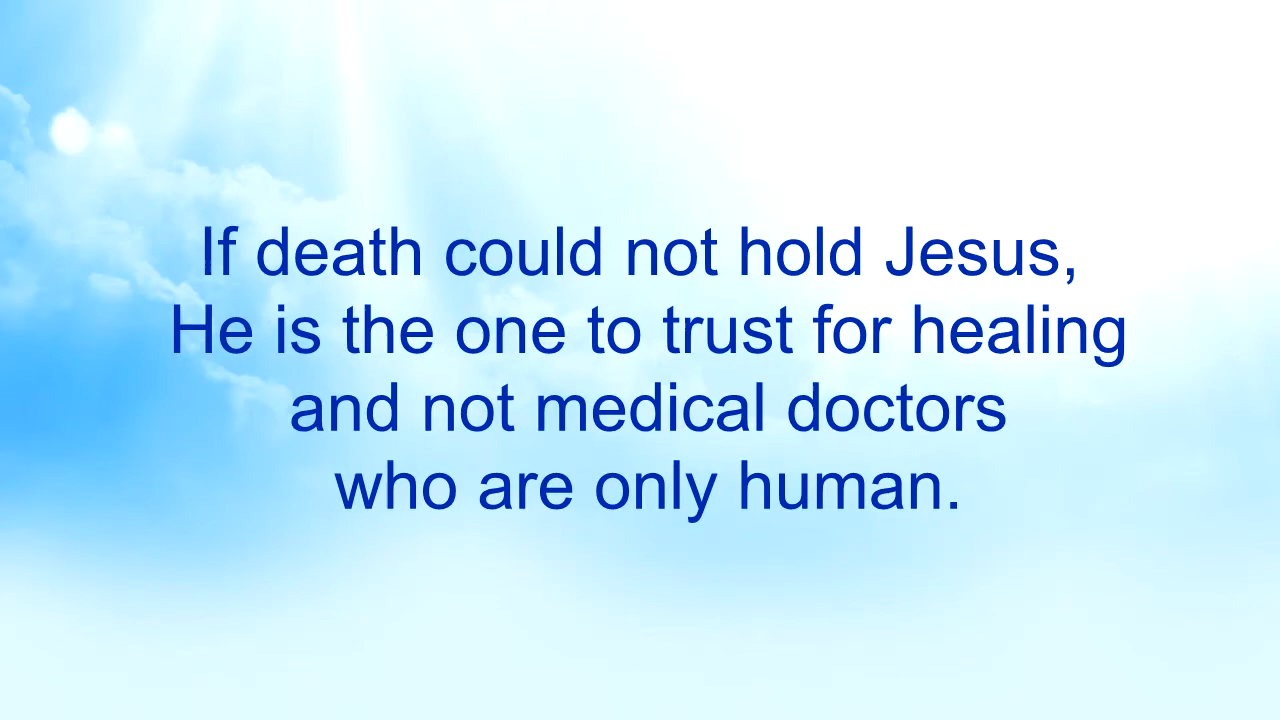 If death could not hold Jesus,
He is the one to trust for healing
and not medical doctors
who are only human.